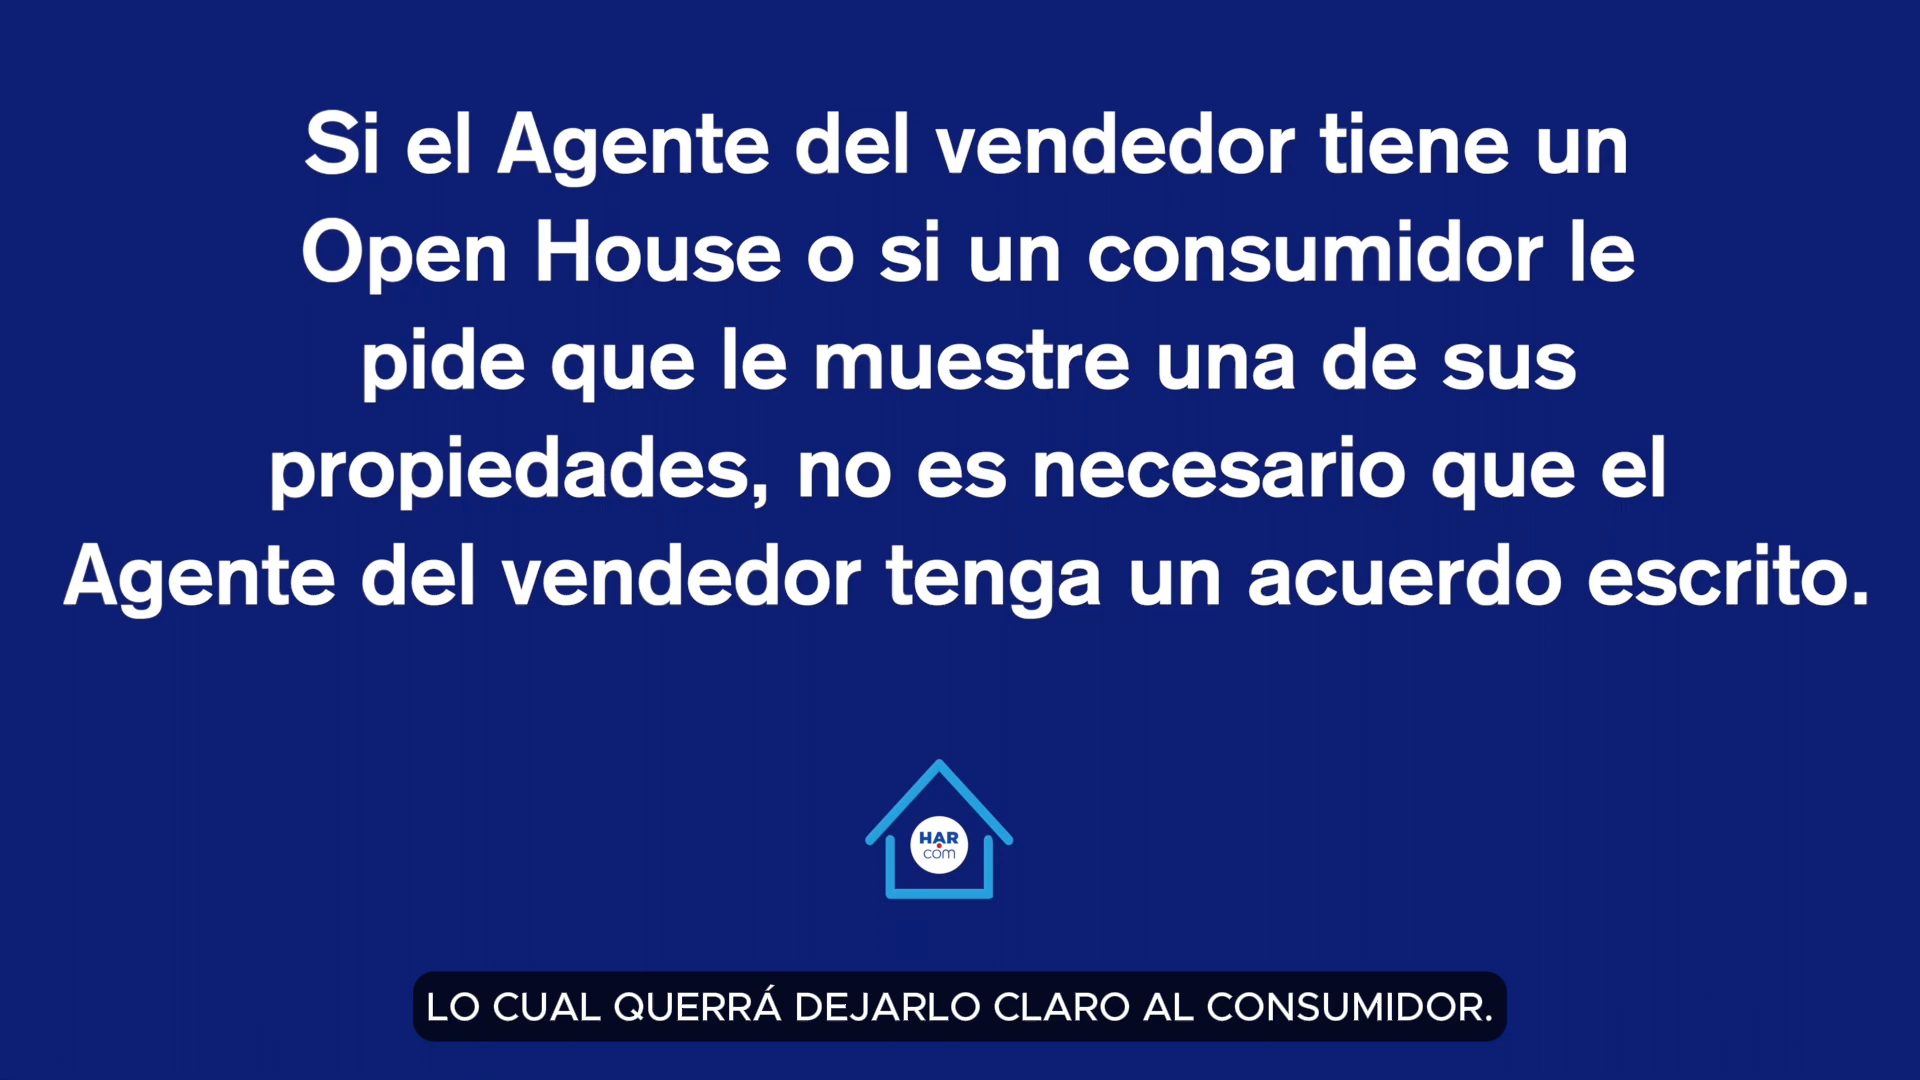 Si el Agente del vendedor tiene un
Open House o si un consumidor le
pide que le muestre una de sus
propiedades, no es necesario que el
Agente del vendedor tenga un acuerdo escrito.
HAR
com
LO CUAL QUERRÁ DEJARLO CLARO AL CONSUMIDOR.